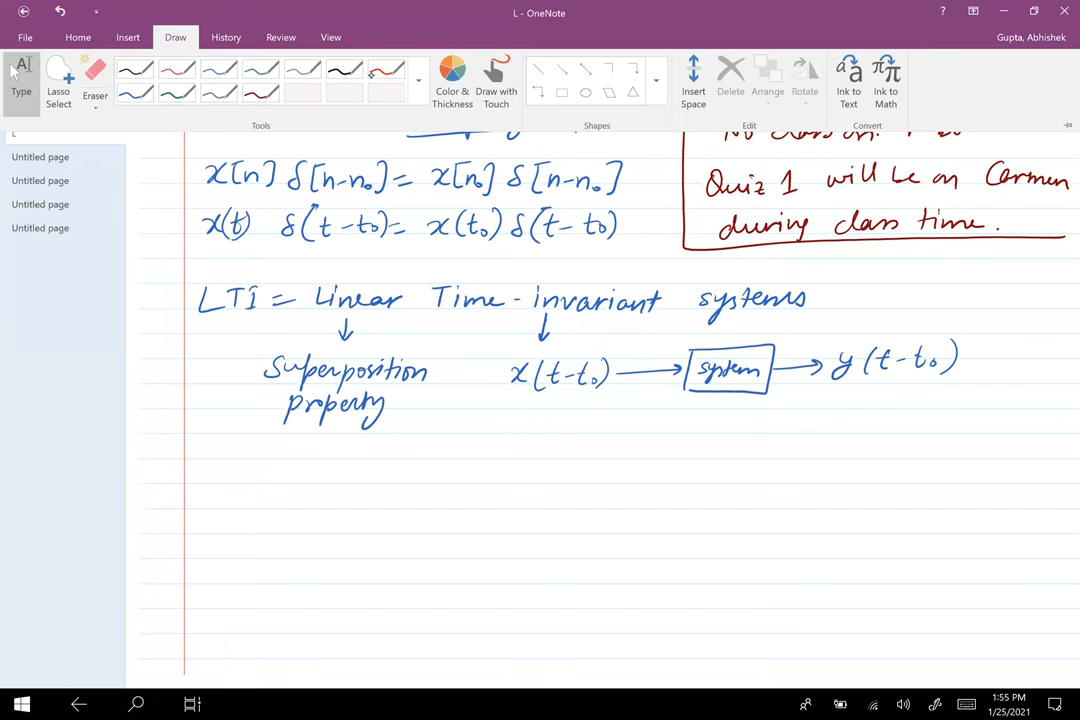 L - OneNote
?
File Home Insert Draw History Review View Gupta, Abhishek
Type
Lasso Select
Eraser
Color & Thickness
Draw with Touch
Insert Space
Delete
Arrange
Rotate
Ink to Text
Ink to Math
Tools
Shapes
Edit
Convert
L
Untitled page
Untitled page
Untitled page
Untitled page
No class on
x[n] δ[n-n₀] = x[n₀] δ[n-n₀]
x(t) δ(t-t₀) = x(t₀) δ(t-t₀)
Quiz 1 will be on Carmen
during class time.
LTI = Linear Time-invariant systems
Superposition
property
x(t-t₀) → system → y(t-t₀)
1:55 PM
1/25/2021